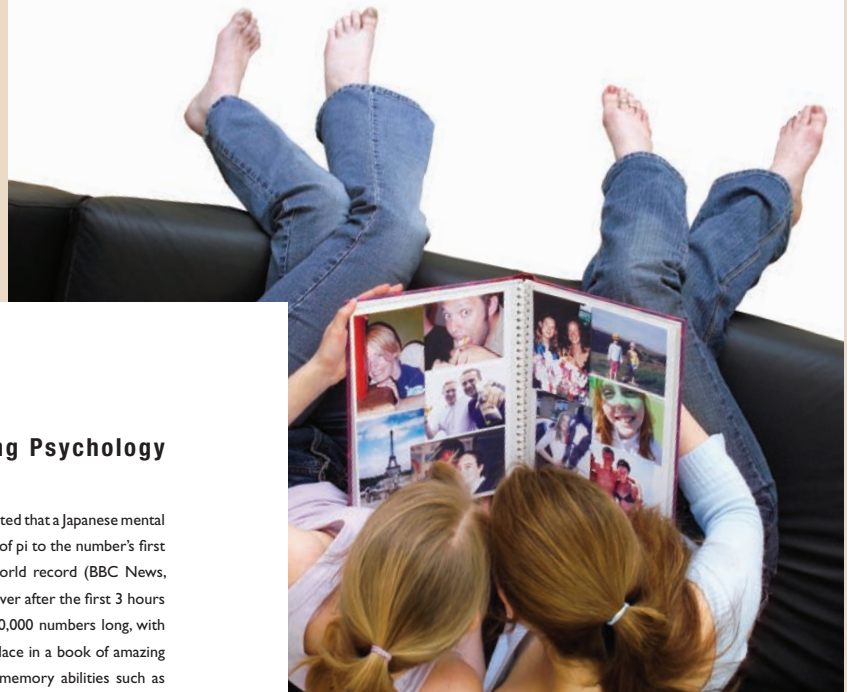 ng Psychology
ted that a Japanese mental
of pi to the number's first
orld record (BBC News,
ver after the first 3 hours
0,000 numbers long, with
lace in a book of amazing
memory abilities such as